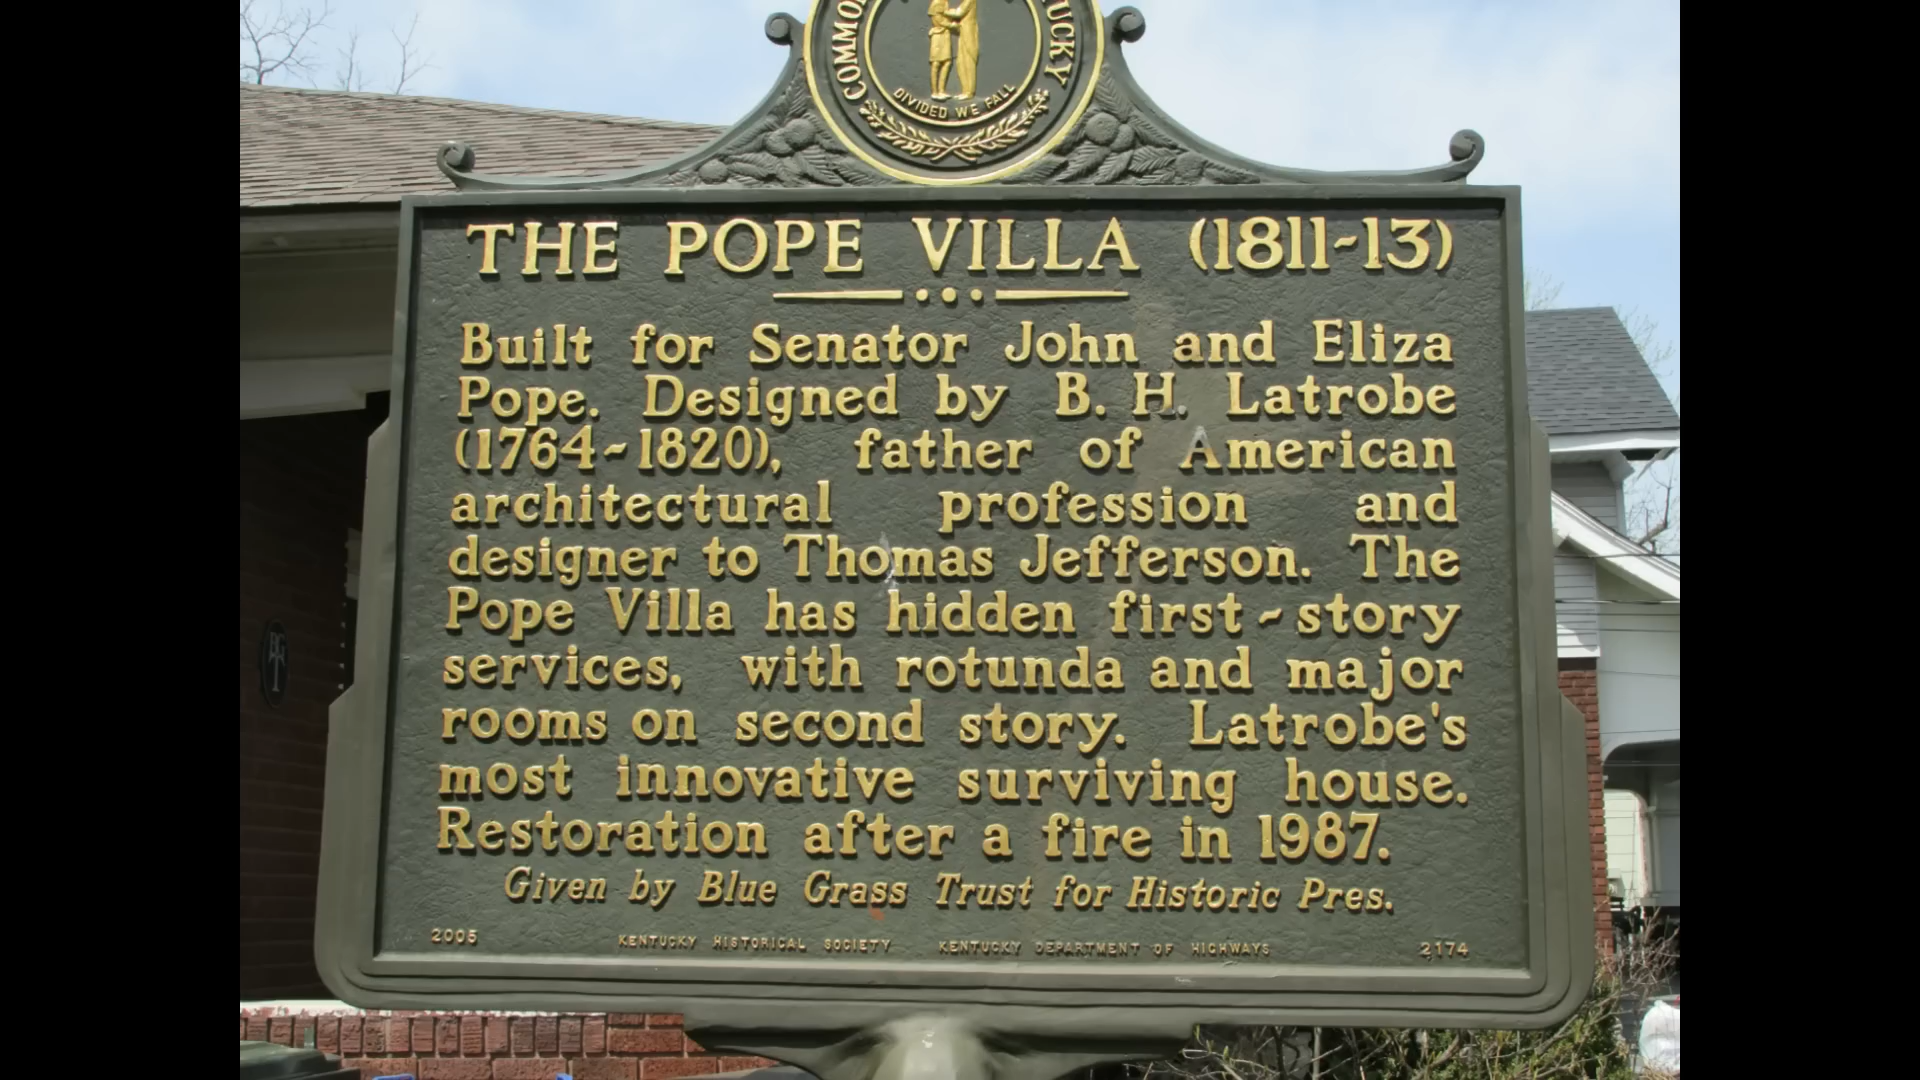 COMMON
TUCKY
DIVIDED WE FALL
THE POPE VILLA (1811-13)
Built for Senator John and Eliza
Pope. Designed by B. H. Latrobe
(1764-1820), father of American
architectural profession and
designer to Thomas Jefferson. The
Pope Villa has hidden first-story
services, with rotunda and major
rooms on second story. Latrobe's
most innovative surviving house.
Restoration after a fire in 1987.
Given by Blue Grass Trust for Historic Pres.
2005 KENTUCKY HISTORICAL SOCIETY KENTUCKY DEPARTMENT OF HIGHWAYS 2174